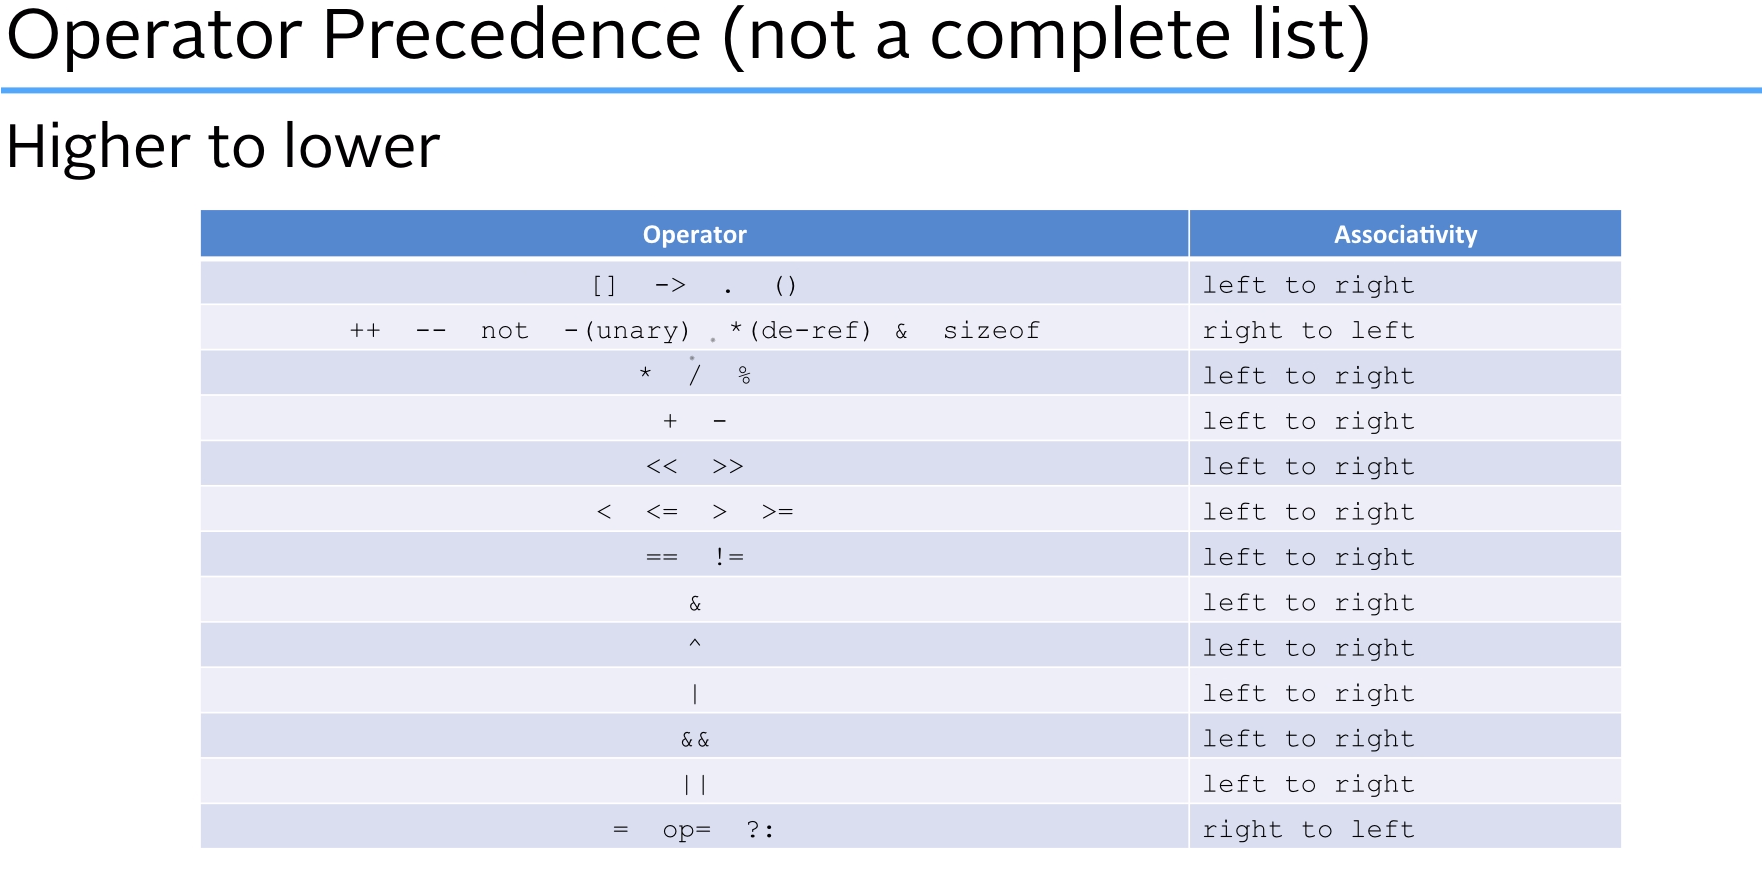 Operator Precedence (not a complete list)
Higher to lower
Operator Associativity
[] -> . () left to right
++ -- not -(unary) *(de-ref) & sizeof right to left
* / % left to right
+ - left to right
<< >> left to right
< <= > >= left to right
== != left to right
& left to right
^ left to right
| left to right
&& left to right
|| left to right
= op= ?: right to left